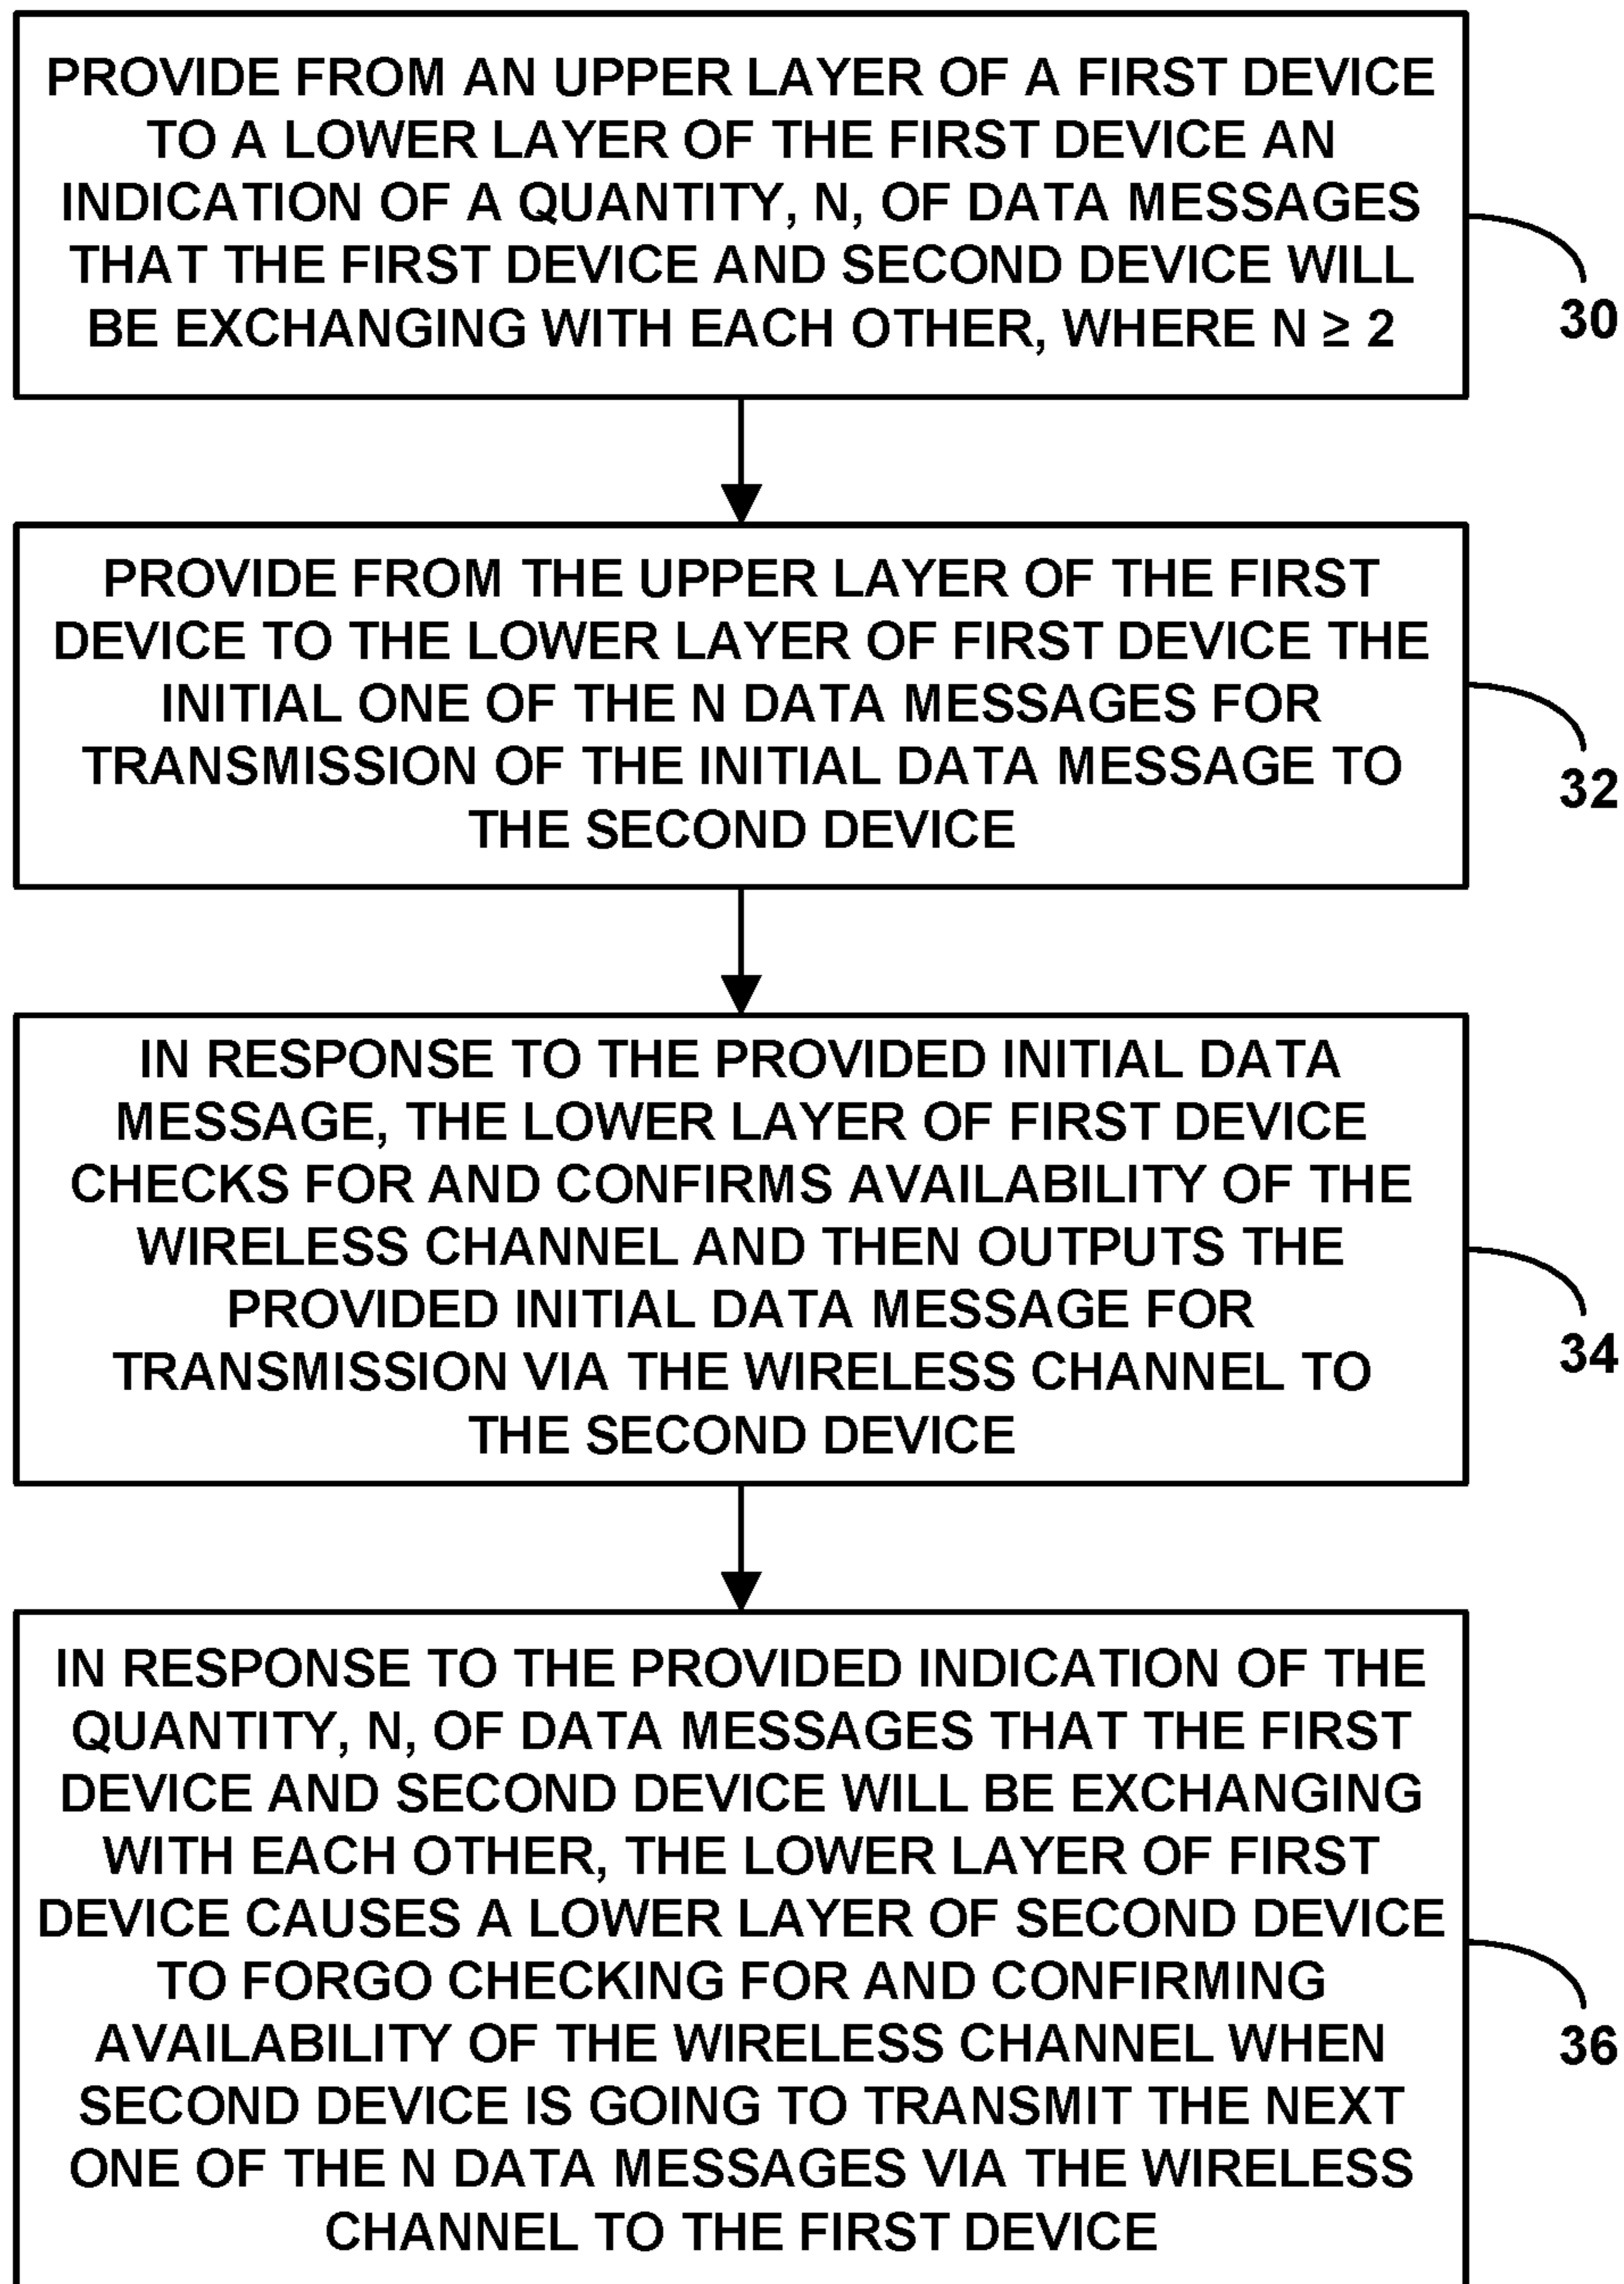 PROVIDE FROM AN UPPER LAYER OF A FIRST DEVICE
TO A LOWER LAYER OF THE FIRST DEVICE AN
INDICATION OF A QUANTITY, N, OF DATA MESSAGES
THAT THE FIRST DEVICE AND SECOND DEVICE WILL
BE EXCHANGING WITH EACH OTHER, WHERE N ≥ 2
30
PROVIDE FROM THE UPPER LAYER OF THE FIRST
DEVICE TO THE LOWER LAYER OF FIRST DEVICE THE
INITIAL ONE OF THE N DATA MESSAGES FOR
TRANSMISSION OF THE INITIAL DATA MESSAGE TO
THE SECOND DEVICE
32
IN RESPONSE TO THE PROVIDED INITIAL DATA
MESSAGE, THE LOWER LAYER OF FIRST DEVICE
CHECKS FOR AND CONFIRMS AVAILABILITY OF THE
WIRELESS CHANNEL AND THEN OUTPUTS THE
PROVIDED INITIAL DATA MESSAGE FOR
TRANSMISSION VIA THE WIRELESS CHANNEL TO
THE SECOND DEVICE
34
IN RESPONSE TO THE PROVIDED INDICATION OF THE
QUANTITY, N, OF DATA MESSAGES THAT THE FIRST
DEVICE AND SECOND DEVICE WILL BE EXCHANGING
WITH EACH OTHER, THE LOWER LAYER OF FIRST
DEVICE CAUSES A LOWER LAYER OF SECOND DEVICE
TO FORGO CHECKING FOR AND CONFIRMING
AVAILABILITY OF THE WIRELESS CHANNEL WHEN
SECOND DEVICE IS GOING TO TRANSMIT THE NEXT
ONE OF THE N DATA MESSAGES VIA THE WIRELESS
CHANNEL TO THE FIRST DEVICE
36